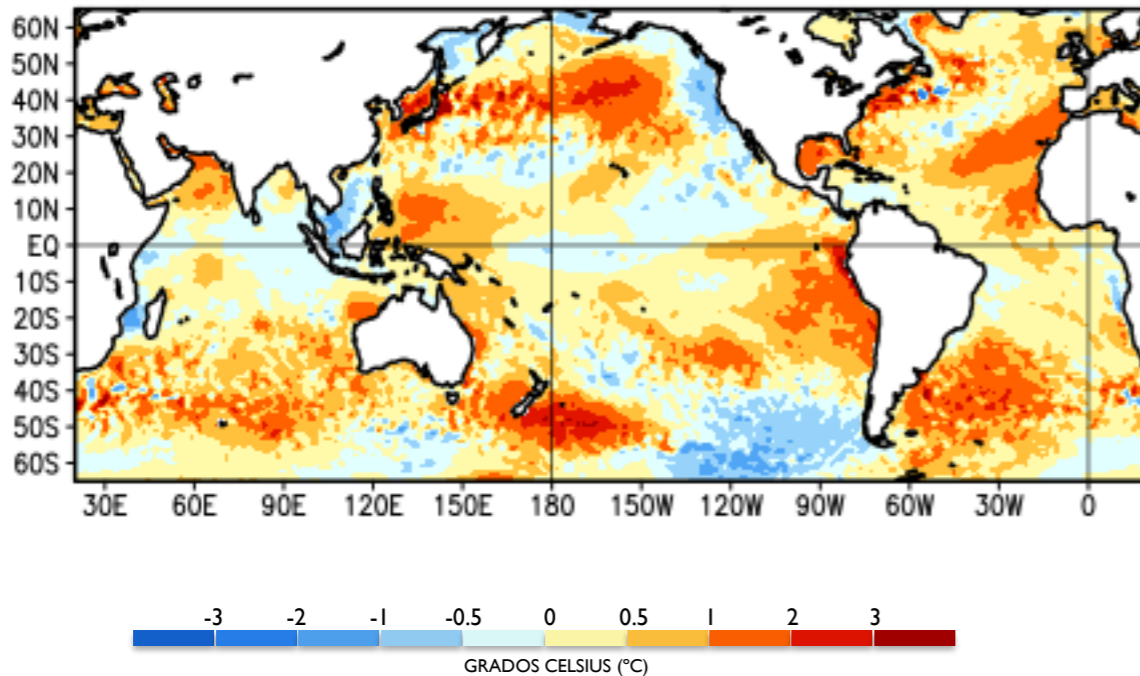 60N
50N
40N
30N
20N
10N
EQ
10S
20S
30S
40S
50S
60S
30E 60E 90E 120E 150E 180 150W 120W 90W 60W 30W 0
-3 -2 -1 -0.5 0 0.5 1 2 3
GRADOS CELSIUS (°C)